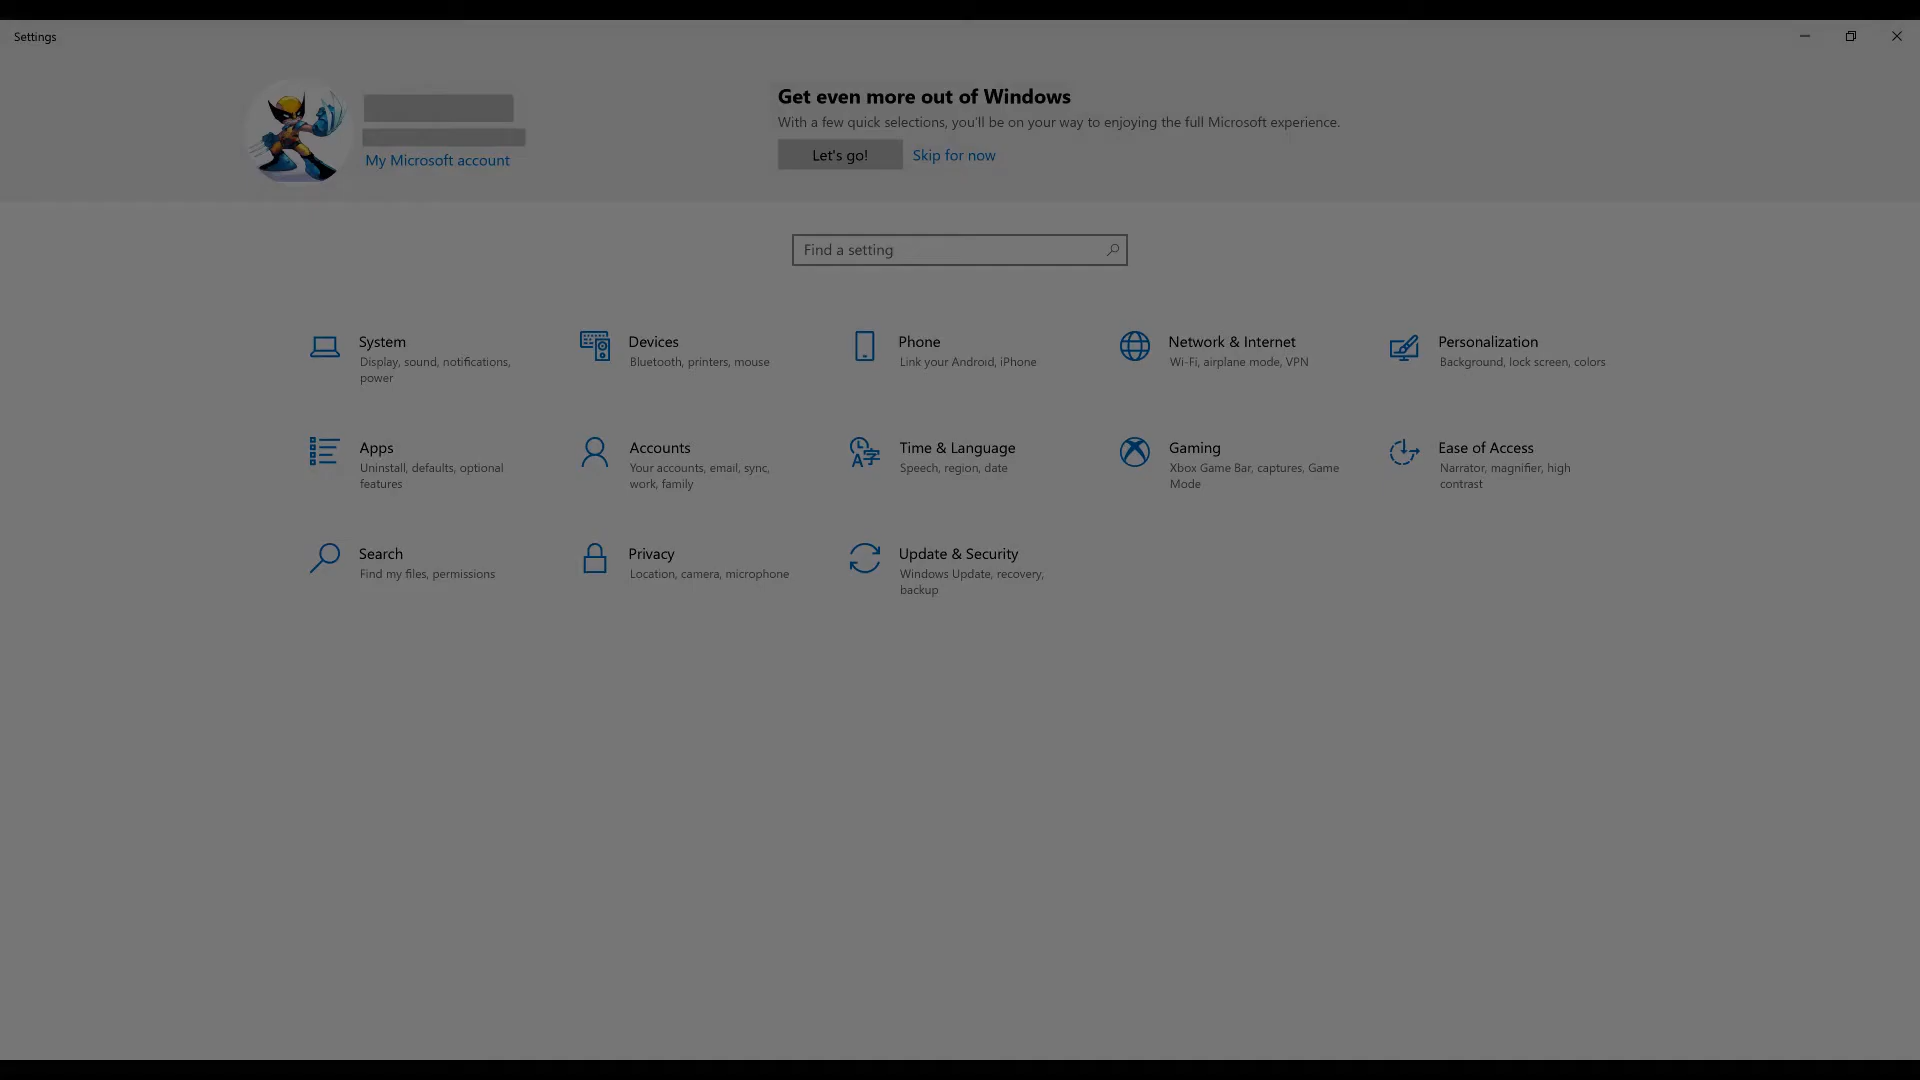 Settings
Get even more out of Windows
With a few quick selections, you'll be on your way to enjoying the full Microsoft experience.
My Microsoft account
Let's go!
Skip for now
Find a setting
System
Display, sound, notifications,
power
Devices
Bluetooth, printers, mouse
Phone
Link your Android, iPhone
Network & Internet
Wi-Fi, airplane mode, VPN
Personalization
Background, lock screen, colors
Apps
Uninstall, defaults, optional
features
Accounts
Your accounts, email, sync,
work, family
Time & Language
Speech, region, date
Gaming
Xbox Game Bar, captures, Game
Mode
Ease of Access
Narrator, magnifier, high
contrast
Search
Find my files, permissions
Privacy
Location, camera, microphone
Update & Security
Windows Update, recovery,
backup